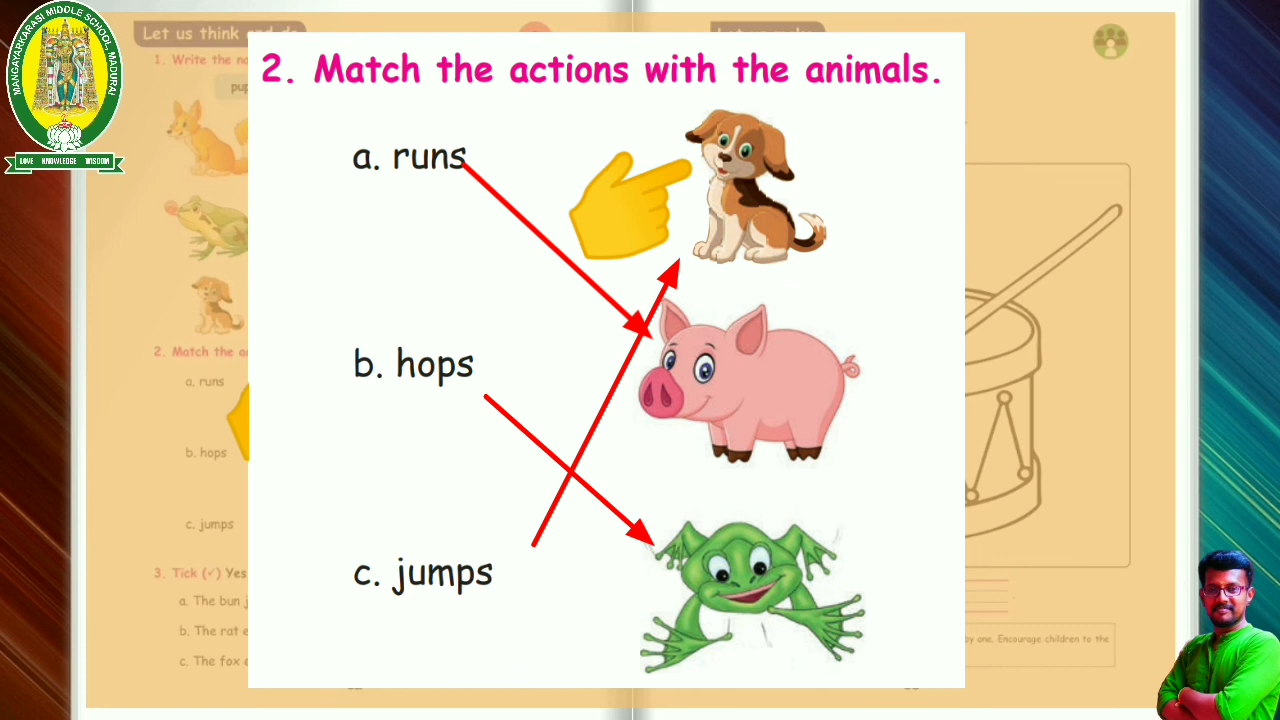 MANGAYARKARASI MIDDLE SCHOOL, MADURAI
LOVE KNOWLEDGE WISDOM
Let us think and do
1. Write the
2. Match the actions with the animals.
a. runs
b. hops
c. jumps
2. Match the
a. runs
b. hops
c. jumps
3. Tick (✓) Yes
a. The bun
b. The rat
c. The fox
by one. Encourage children to the